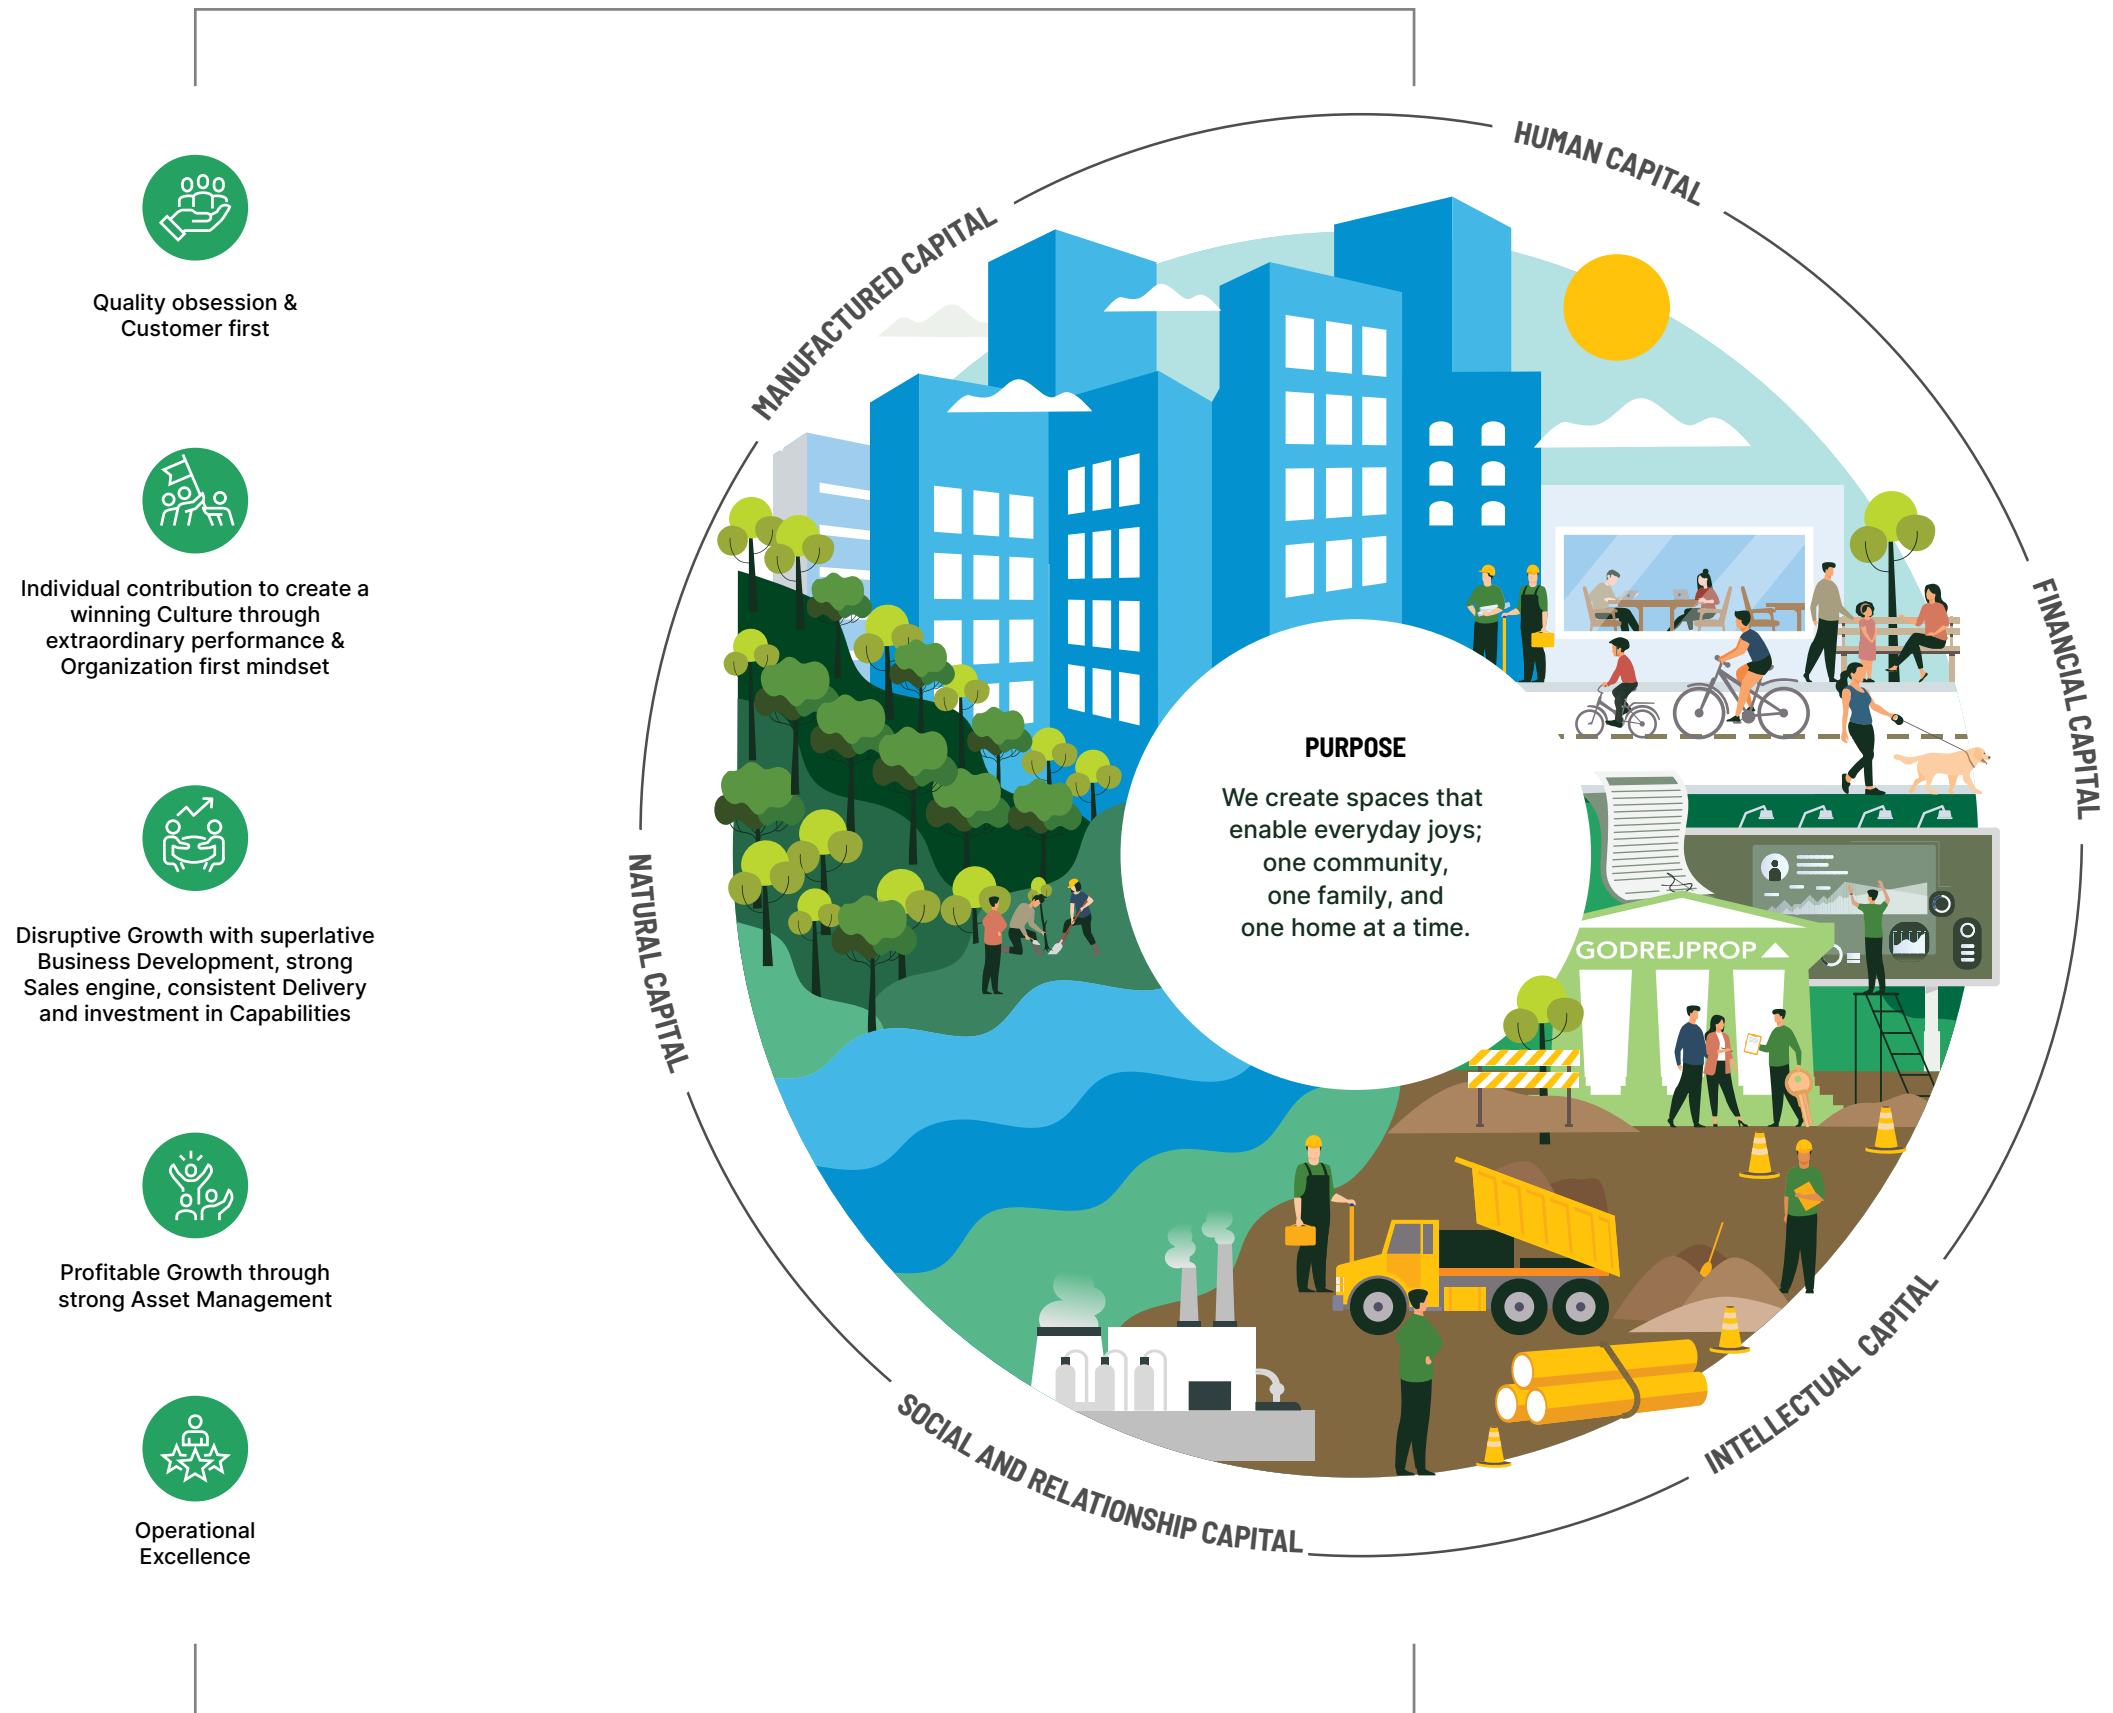 Quality obsession &
Customer first
Individual contribution to create a
winning Culture through
extraordinary performance &
Organization first mindset
Disruptive Growth with superlative
Business Development, strong
Sales engine, consistent Delivery
and investment in Capabilities
Profitable Growth through
strong Asset Management
Operational
Excellence
HUMAN CAPITAL
MANUFACTURED CAPITAL
FINANCIAL CAPITAL
NATURAL CAPITAL
PURPOSE
We create spaces that
enable everyday joys;
one community,
one family, and
one home at a time.
GODREJPROP
INTELLECTUAL CAPITAL
SOCIAL AND RELATIONSHIP CAPITAL